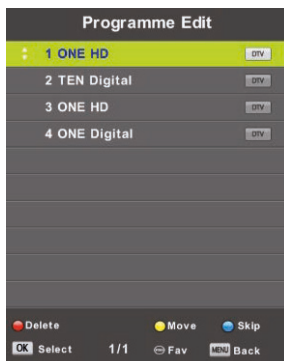 Programme Edit
1 ONE HD DTV
2 TEN Digital DTV
3 ONE HD DTV
4 ONE Digital DTV
Delete Move Skip
OK Select 1/1 Fav MENU Back